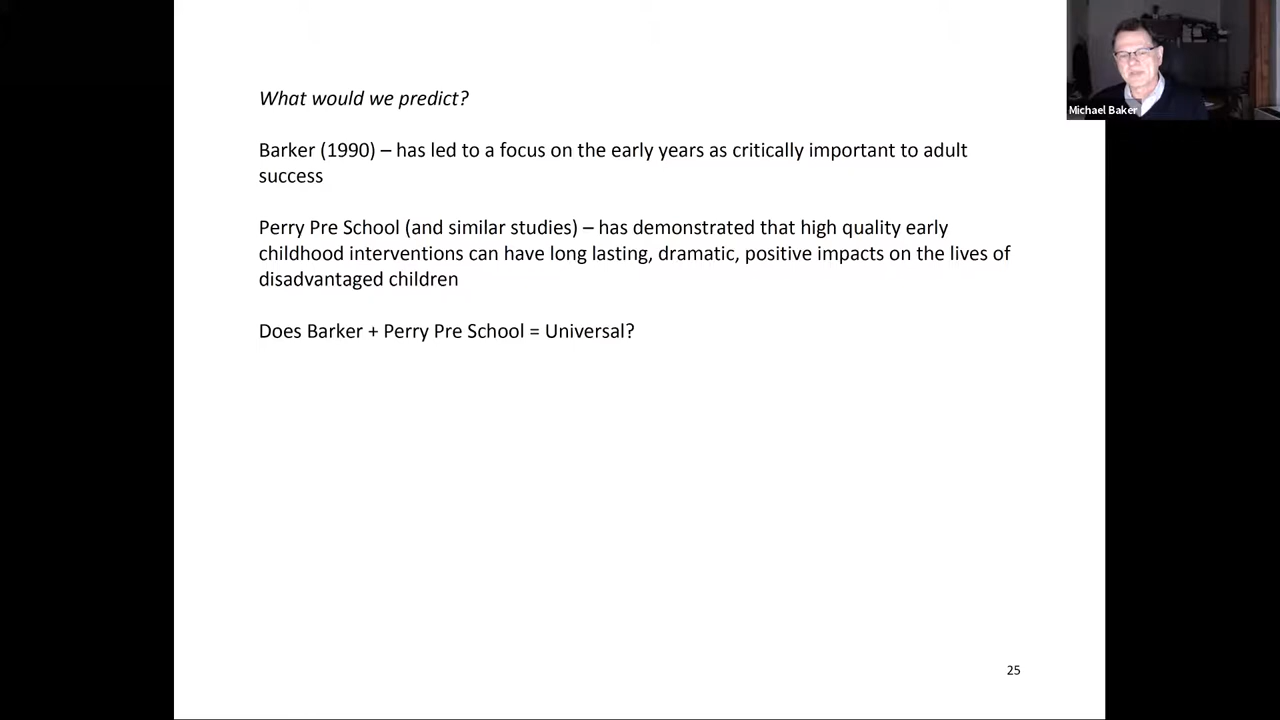 What would we predict?
Barker (1990) – has led to a focus on the early years as critically important to adult
success
Perry Pre School (and similar studies) – has demonstrated that high quality early
childhood interventions can have long lasting, dramatic, positive impacts on the lives of
disadvantaged children
Does Barker + Perry Pre School = Universal?
25
Michael Baker